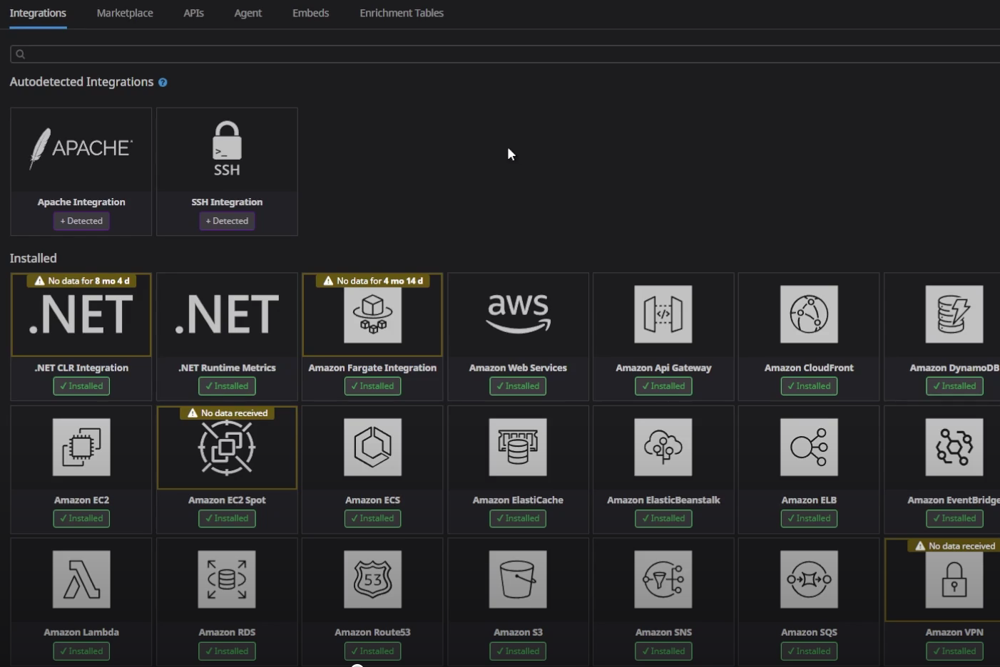 Integrations Marketplace APIs Agent Embeds Enrichment Tables
Autodetected Integrations ?
APACHE
>_
SSH
Apache Integration SSH Integration
+ Detected + Detected
Installed
No data for 8 mo 4 d No data for 4 mo 14 d
.NET .NET aws </>
.NET CLR Integration .NET Runtime Metrics Amazon Fargate Integration Amazon Web Services Amazon Api Gateway Amazon CloudFront Amazon DynamoDB
✓ Installed ✓ Installed ✓ Installed ✓ Installed ✓ Installed ✓ Installed ✓ Installed
No data received
Amazon EC2 Amazon EC2 Spot Amazon ECS Amazon ElastiCache Amazon ElasticBeanstalk Amazon ELB Amazon EventBridge
✓ Installed ✓ Installed ✓ Installed ✓ Installed ✓ Installed ✓ Installed ✓ Installed
No data received
53
Amazon Lambda Amazon RDS Amazon Route53 Amazon S3 Amazon SNS Amazon SQS Amazon VPN
✓ Installed ✓ Installed ✓ Installed ✓ Installed ✓ Installed ✓ Installed ✓ Installed